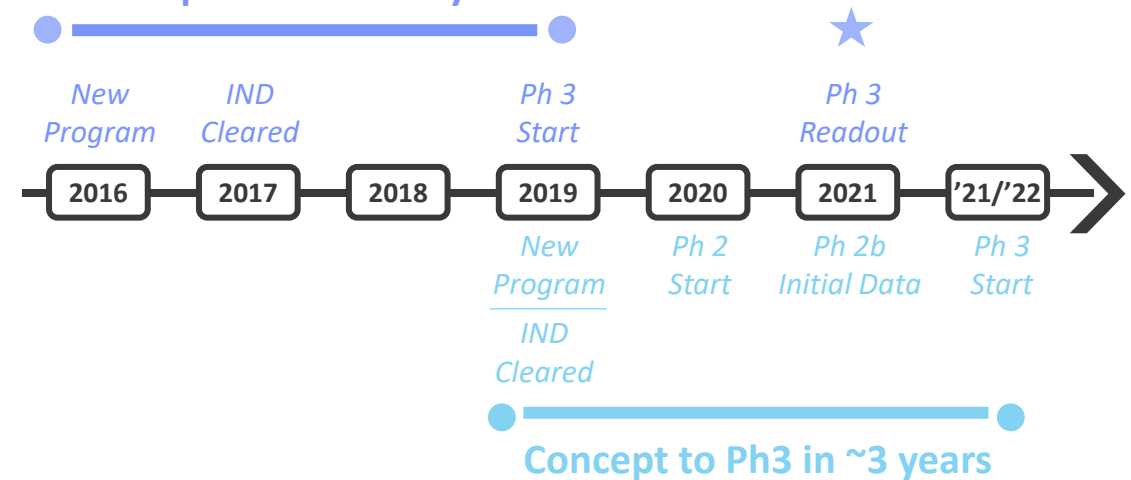 New
Program
IND
Cleared
Ph 3
Start
Ph 3
Readout
2016
2017
2018
2019
2020
2021
’21/’22
New
Program
IND
Cleared
Ph 2
Start
Ph 2b
Initial Data
Ph 3
Start
Concept to Ph3 in ~3 years